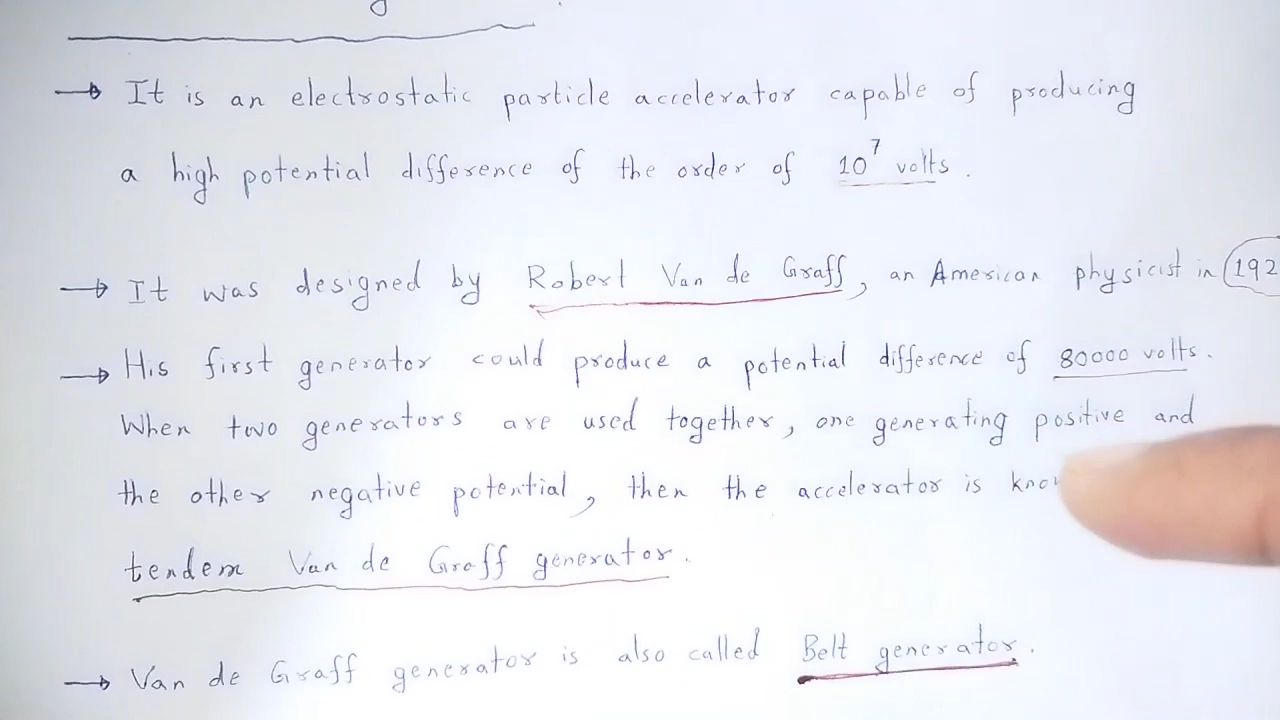 → It is an electrostatic particle accelerator capable of producing
a high potential difference of the order of 10⁷ volts.
→ It was designed by Robert Van de Graff, an American physicist in 192
→ His first generator could produce a potential difference of 80000 volts.
When two generators are used together, one generating positive and
the other negative potential, then the accelerator is
tendem Van de Graff generator.
→ Van de Graff generator is also called Belt generator.